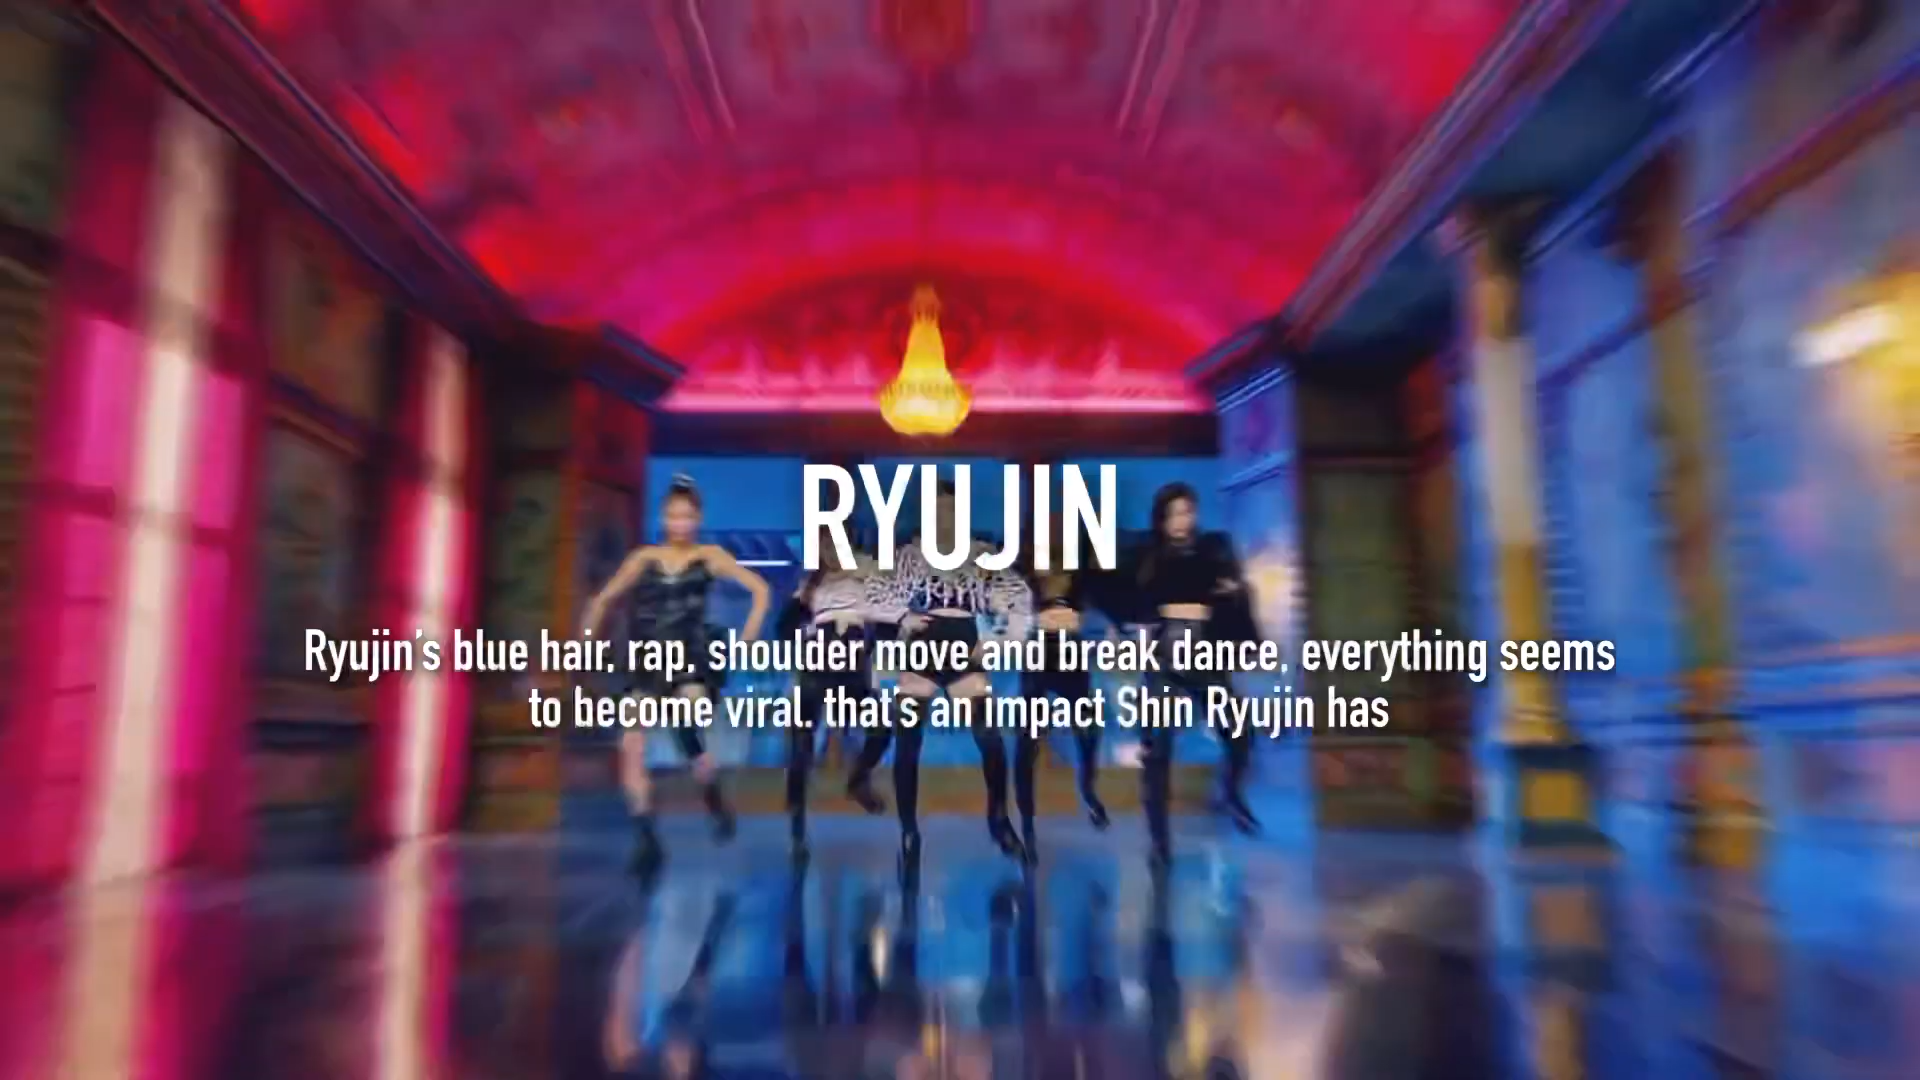 RYUJIN
Ryujin's blue hair, rap, shoulder move and break dance, everything seems
to become viral. that's an impact Shin Ryujin has